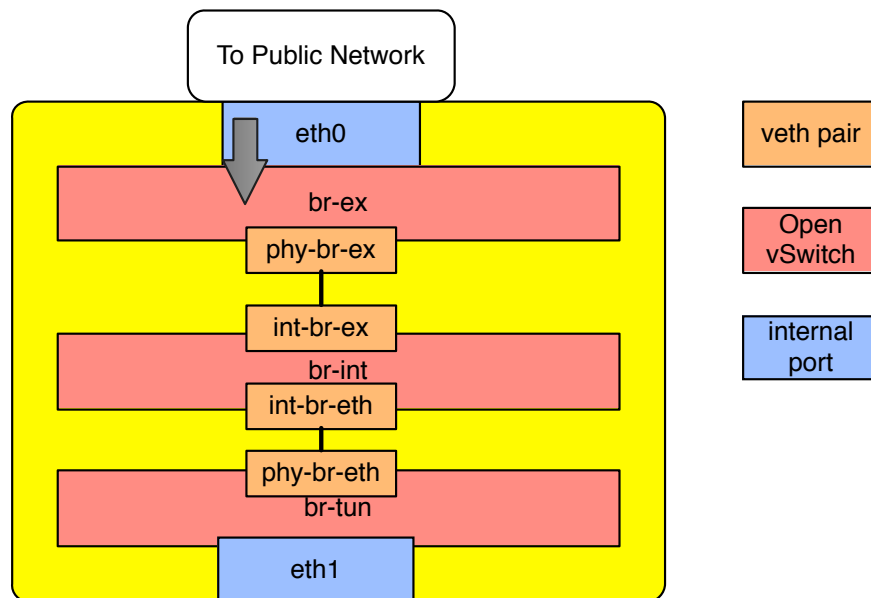 To Public Network
eth0
br-ex
phy-br-ex
int-br-ex
br-int
int-br-eth
phy-br-eth
br-tun
eth1
veth pair
Open
vSwitch
internal
port